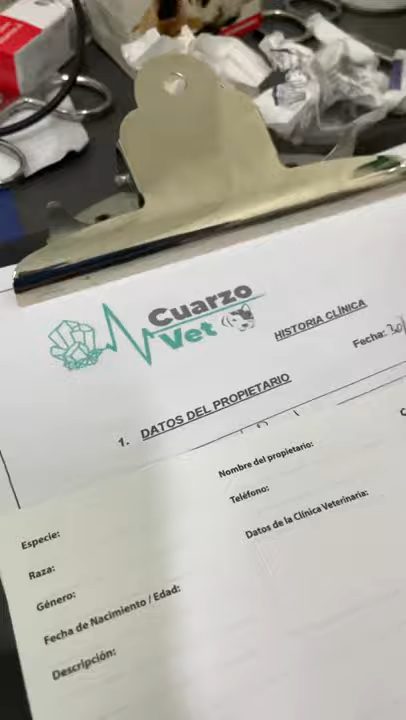 Cuarzo
Vet
HISTORIA CLÍNICA
Fecha: 30/
1. DATOS DEL PROPIETARIO
Nombre del propietario:
Teléfono:
Datos de la Clínica Veterinaria:
Especie:
Raza:
Género:
Fecha de Nacimiento / Edad:
Descripción: